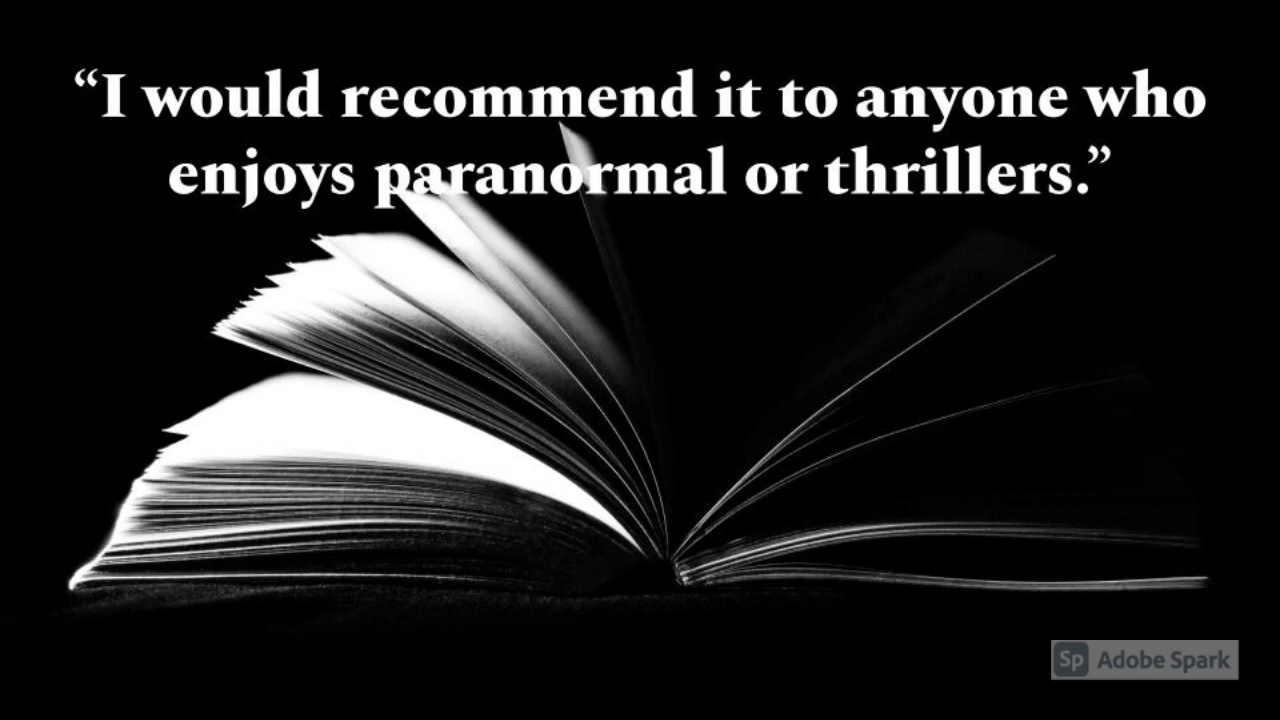 “I would recommend it to anyone who
enjoys paranormal or thrillers.”
Sp Adobe Spark